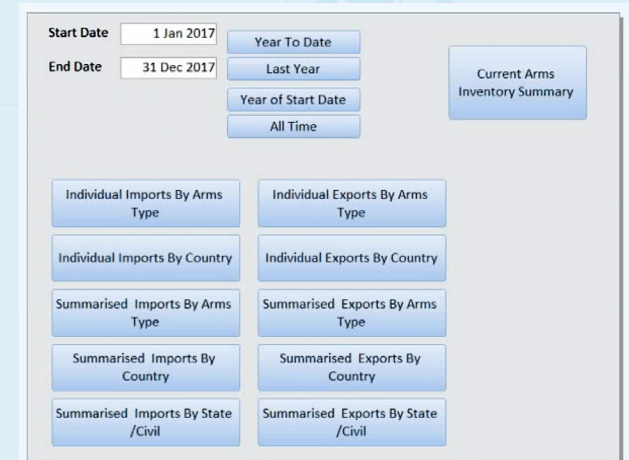 Start Date 1 Jan 2017
Year To Date
End Date 31 Dec 2017
Last Year
Year of Start Date
All Time
Current Arms
Inventory Summary
Individual Imports By Arms
Type
Individual Exports By Arms
Type
Individual Imports By Country
Individual Exports By Country
Summarised Imports By Arms
Type
Summarised Exports By Arms
Type
Summarised Imports By
Country
Summarised Exports By
Country
Summarised Imports By State
/Civil
Summarised Exports By State
/Civil